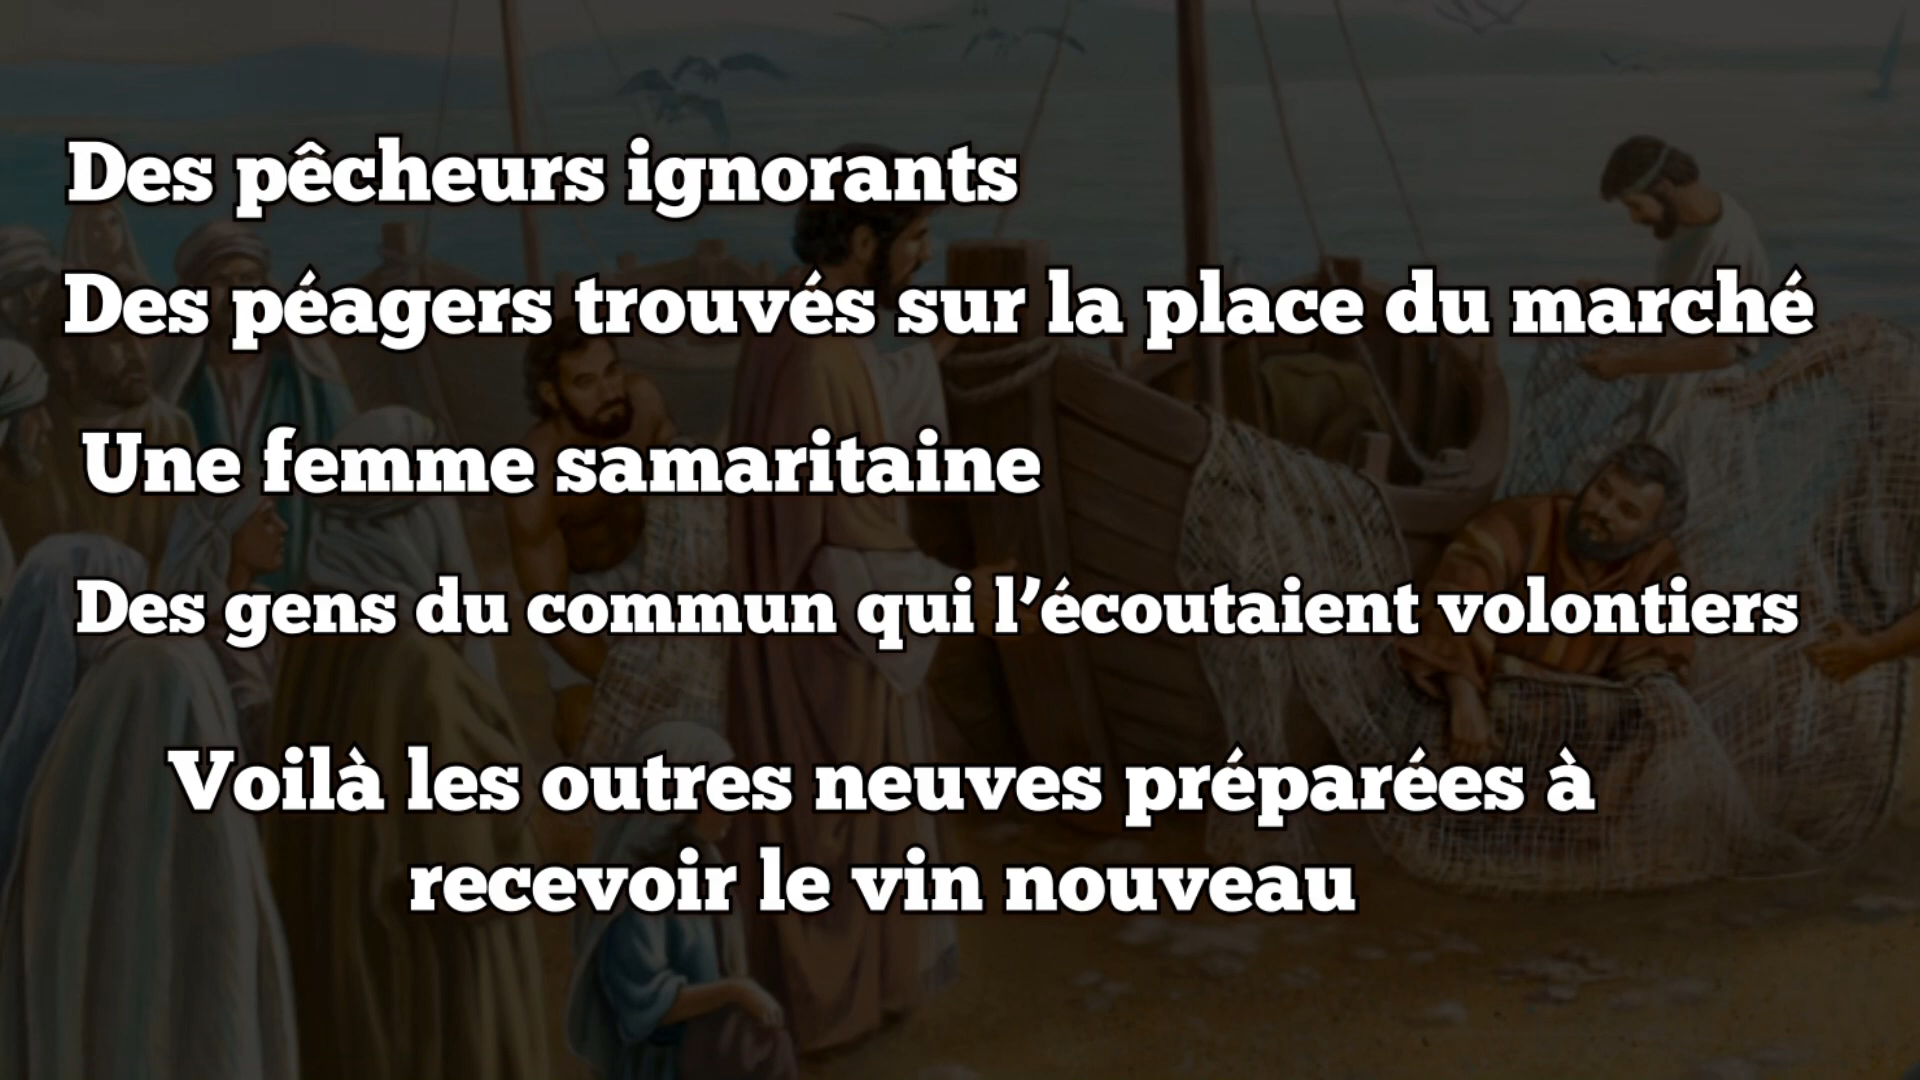 Des pêcheurs ignorants
Des péagers trouvés sur la place du marché
Une femme samaritaine
Des gens du commun qui l’écoutaient volontiers
Voilà les outres neuves préparées à
recevoir le vin nouveau